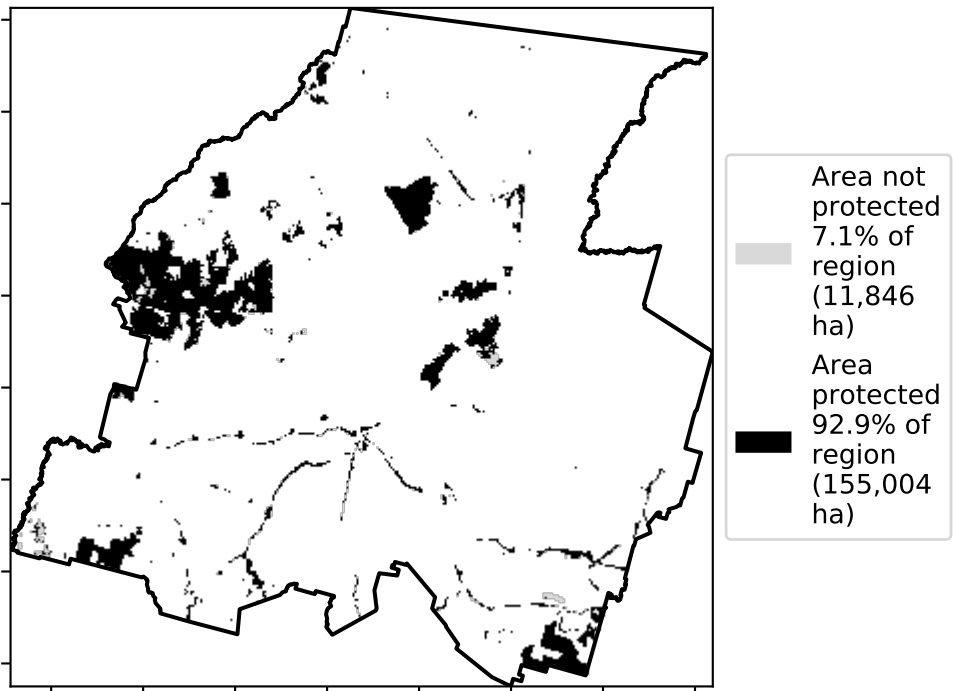 Area not
protected
7.1% of
region
(11,846
ha)
Area
protected
92.9% of
region
(155,004
ha)